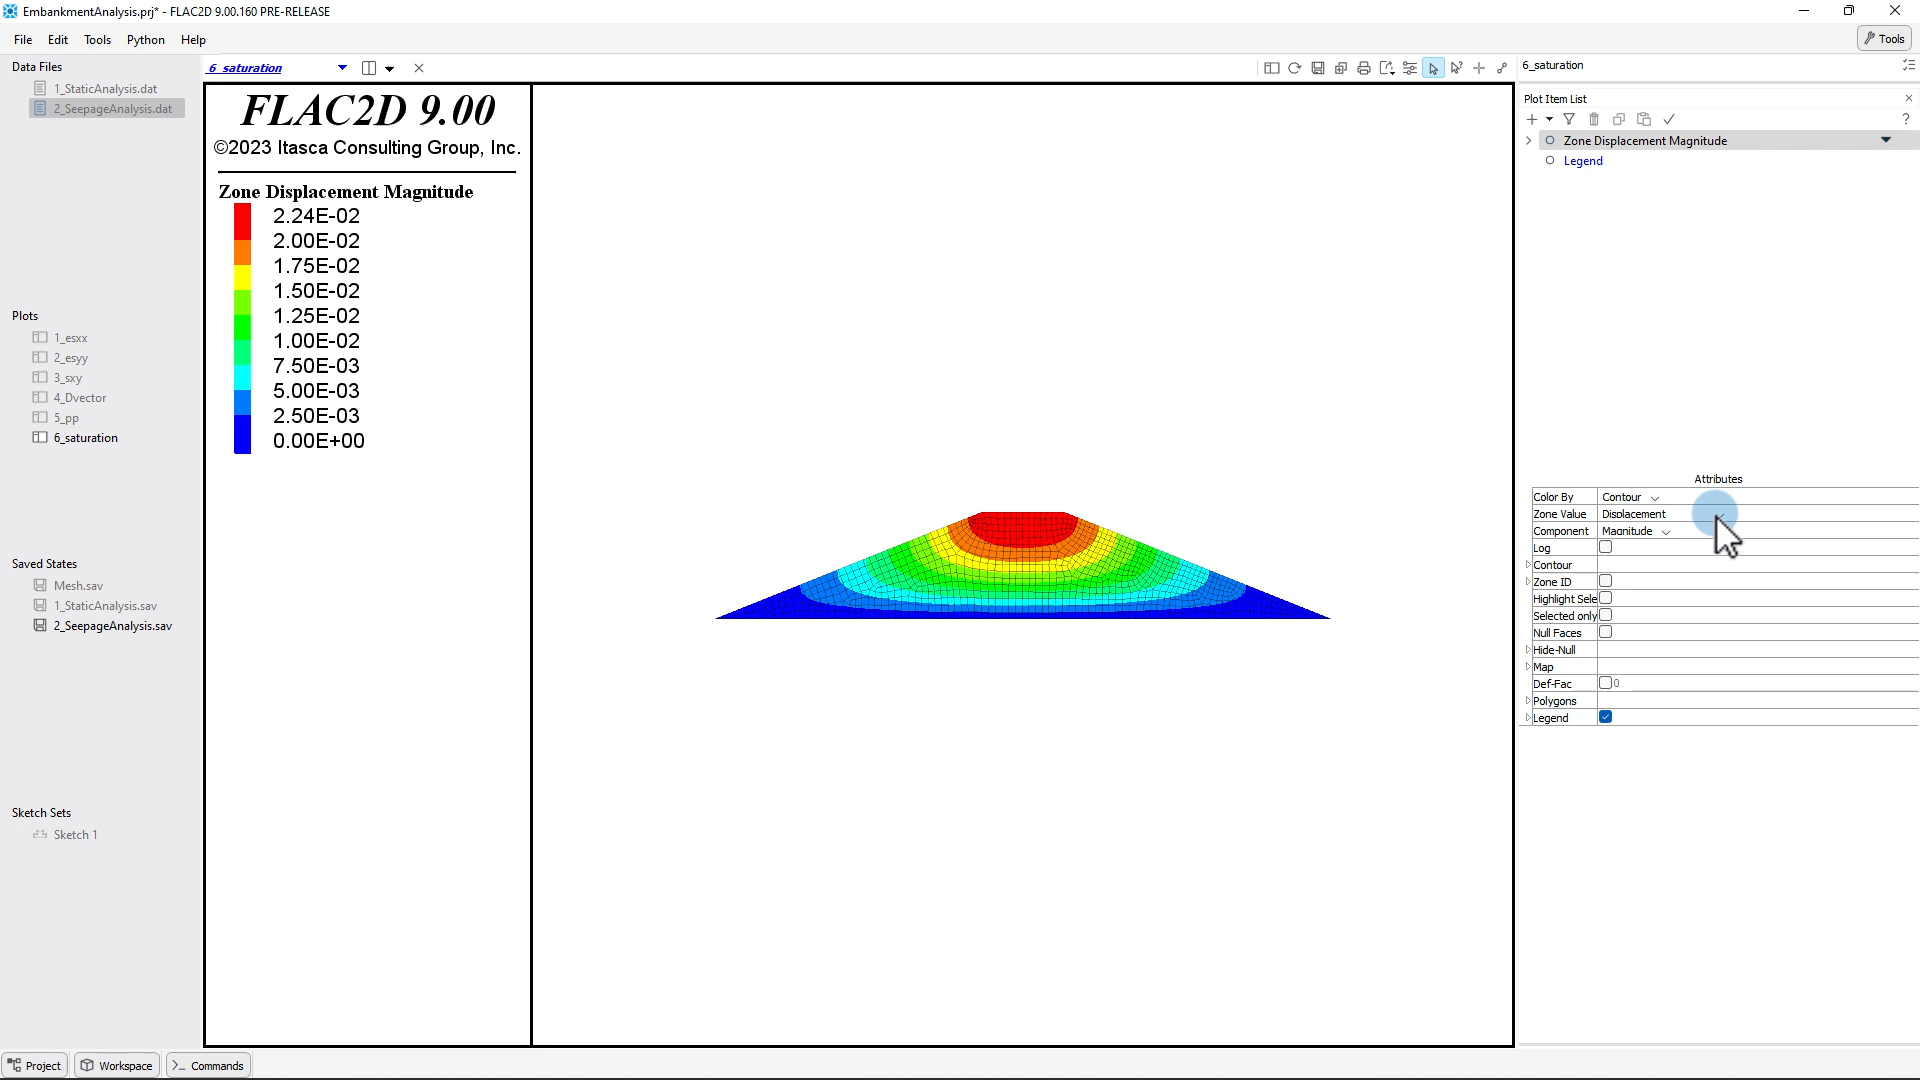 EmbankmentAnalysis.prj* - FLAC2D 9.00.160 PRE-RELEASE
File Edit Tools Python Help
Tools
Data Files
1_StaticAnalysis.dat
2_SeepageAnalysis.dat
Plots
1_esxx
2_esyy
3_sxy
4_Dvector
5_pp
6_saturation
Saved States
Mesh.sav
1_StaticAnalysis.sav
2_SeepageAnalysis.sav
Sketch Sets
Sketch 1
6_saturation
FLAC2D 9.00
©2023 Itasca Consulting Group, Inc.
Zone Displacement Magnitude
2.24E-02
2.00E-02
1.75E-02
1.50E-02
1.25E-02
1.00E-02
7.50E-03
5.00E-03
2.50E-03
0.00E+00
6_saturation
Plot Item List
?
Zone Displacement Magnitude
Legend
Attributes
Color By Contour
Zone Value Displacement
Component Magnitude
Log
Contour
Zone ID
Highlight Sele
Selected only
Null Faces
Hide-Null
Map
Def-Fac 0
Polygons
Legend
Project Workspace Commands